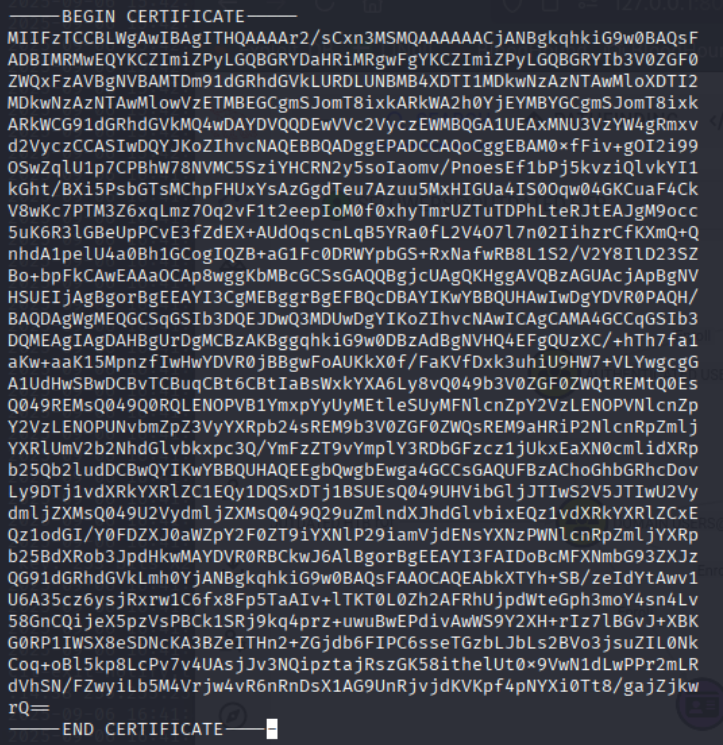 -----BEGIN CERTIFICATE-----
MIIFzTCCBLWgAwIBAgITHQAAAAr2/sCxn3MSMQAAAAAACjANBgkqhkiG9w0BAQsF
ADBIMRMwEQYKCZImiZPyLGQBGRYDaHRiMRgwFgYKCZImiZPyLGQBGRYIb3V0ZGF0
ZWQxFzAVBgNVBAMTDm91dGRhdGVkLURDLUNBMB4XDTI1MDkwNzAzNTAwMloXDTI2
MDkwNzAzNTAwMlowVzETMBEGCgmSJomT8ixkARkWA2h0YjEYMBYGCgmSJomT8ixk
ARkWCG91dGRhdGVkMQ4wDAYDVQQDEwVVc2VyczEWMBQGA1UEAxMNU3VzYW4gRmxv
d2VyczCCASIwDQYJKoZIhvcNAQEBBQADggEPADCCAQoCggEBAM0×fFiv+gOI2i99
OSwZqlU1p7CPBhW78NVMC5SziYHCRN2y5soIaomv/PnoesEf1bPj5kvziQlvkYI1
kGht/BXi5PsbGTsMChpFHUxYsAzGgdTeu7Azuu5MxHIGUa4IS0Oqw04GKCuaF4Ck
V8wKc7PTM3Z6xqLmz7Oq2vF1t2eepIoM0f0xhyTmrUZTuTDPhLteRJtEAJgM9occ
5uK6R3lGBeUpPCvE3fZdEX+AUdOqscnLqB5YRa0fL2V4O7l7n02IihzrCfKXmQ+Q
nhdA1pelU4a0Bh1GCogIQZB+aG1Fc0DRWYpbGS+RxNafwRB8L1S2/V2Y8IlD23SZ
Bo+bpFkCAwEAAaOCAp8wggKbMBcGCSsGAQQBgjcUAgQKHggAVQBzAGUAcjApBgNV
HSUEIjAgBgorBgEEAYI3CgMEBggrBgEFBQcDBAYIKwYBBQUHAwIwDgYDVR0PAQH/
BAQDAgWgMEQGCSqGSIb3DQEJDwQ3MDUwDgYIKoZIhvcNAwICAgCAMA4GCCqGSIb3
DQMEAgIAgDAHBgUrDgMCBzAKBggqhkiG9w0DBzAdBgNVHQ4EFgQUzXC/+hTh7fa1
aKw+aaK15MpnzfIwHwYDVR0jBBgwFoAUKkX0f/FaKVfDxk3uhiU9HW7+VLYwgcgG
A1UdHwSBwDCBvTCBuqCBt6CBtIaBsWxkYXA6Ly8vQ049b3V0ZGF0ZWQtREMtQ0Es
Q049REMsQ049Q0RQLENOPVB1YmxpYyUyMEtleSUyMFNlcnZpY2VzLENOPVNlcnZp
Y2VzLENOPUNvbmZpZ3VyYXRpb24sREM9b3V0ZGF0ZWQsREM9aHRiP2NlcnRpZmlj
YXRlUmV2b2NhdGlvbkxpc3Q/YmFzZT9vYmplY3RDbGFzcz1jUkxEaXN0cmlidXRp
b25Qb2ludDCBwQYIKwYBBQUHAQEEgbQwgbEwga4GCCsGAQUFBzAChoGhbGRhcDov
Ly9DTj1vdXRkYXRlZC1EQy1DQSxDTj1BSUEsQ049UHVibGljJTIwS2V5JTIwU2Vy
dmljZXMsQ049U2VydmljZXMsQ049Q29uZmlndXJhdGlvbixEQz1vdXRkYXRlZCxE
Qz1odGI/Y0FDZXJ0aWZpY2F0ZT9iYXNlP29iamVjdENsYXNzPWNlcnRpZmljYXRp
b25BdXRob3JpdHkwMAYDVR0RBCkwJ6AlBgorBgEEAYI3FAIDoBcMFXNmbG93ZXJz
QG91dGRhdGVkLmh0YjANBgkqhkiG9w0BAQsFAAOCAQEAbkXTYh+SB/zeIdYtAwv1
U6A35cz6ysjRxrw1C6fx8Fp5TaAIv+lTKT0L0Zh2AFRhUjpdWteGph3moY4sn4Lv
58GnCQijeX5pzVsPBCk1SRj9kq4prz+uwuBwEPdivAwWS9Y2XH+rIz7lBGvJ+XBK
G0RP1IWSX8eSDNcKA3BZeITHn2+ZGjdb6FIPC6sseTGzbLJbLs2BVo3jsuZIL0Nk
Coq+oBl5kp8LcPv7v4UAsjJv3NQipztajRszGK58ithelUt0×9VwN1dLwPPr2mLR
dVhSN/FZwyiLb5M4Vrjw4vR6nRnDsX1AG9UnRjvjdKVKpf4pNYXi0Tt8/gajZjkw
rQ==
-----END CERTIFICATE-----